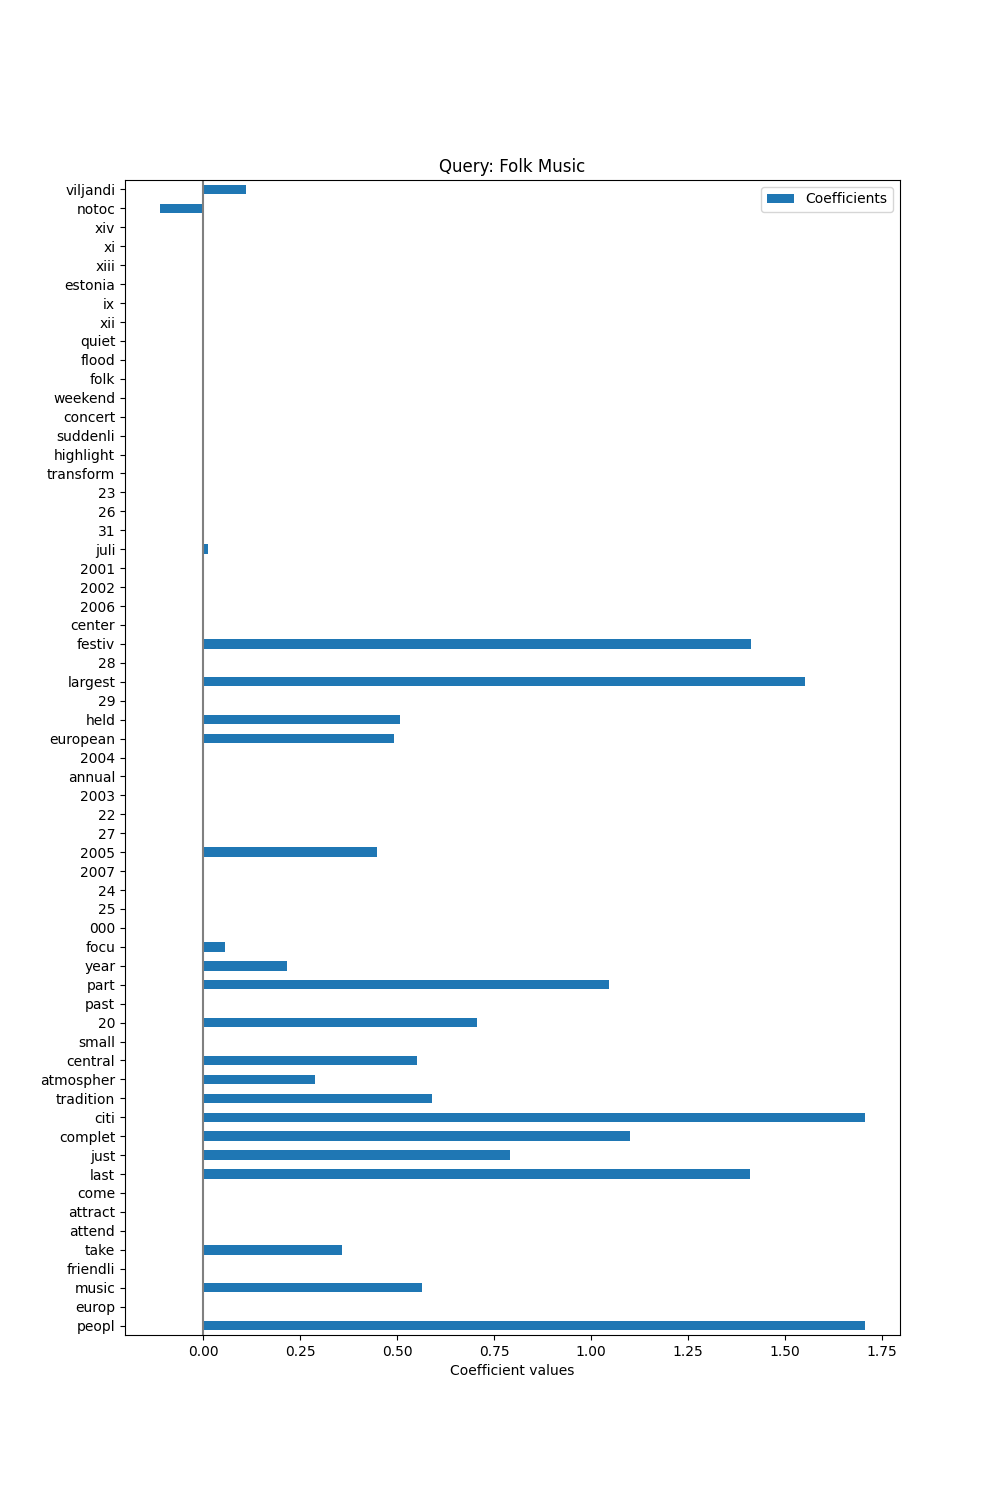 Query: Folk Music
Coefficients
viljandi
notoc
xiv
xi
xiii
estonia
ix
xii
quiet
flood
folk
weekend
concert
suddenli
highlight
transform
23
26
31
juli
2001
2002
2006
center
festiv
28
largest
29
held
european
2004
annual
2003
22
27
2005
2007
24
25
000
focu
year
part
past
20
small
central
atmospher
tradition
citi
complet
just
last
come
attract
attend
take
friendli
music
europ
peopl
0.00 0.25 0.50 0.75 1.00 1.25 1.50 1.75
Coefficient values